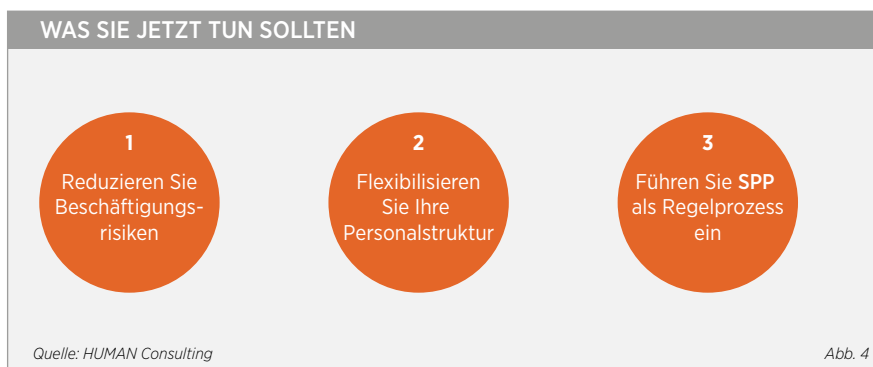 WAS SIE JETZT TUN SOLLTEN
1
Reduzieren Sie
Beschäftigungs-
risiken
2
Flexibilisieren
Sie Ihre
Personalstruktur
3
Führen Sie SPP
als Regelprozess
ein
Quelle: HUMAN Consulting
Abb. 4